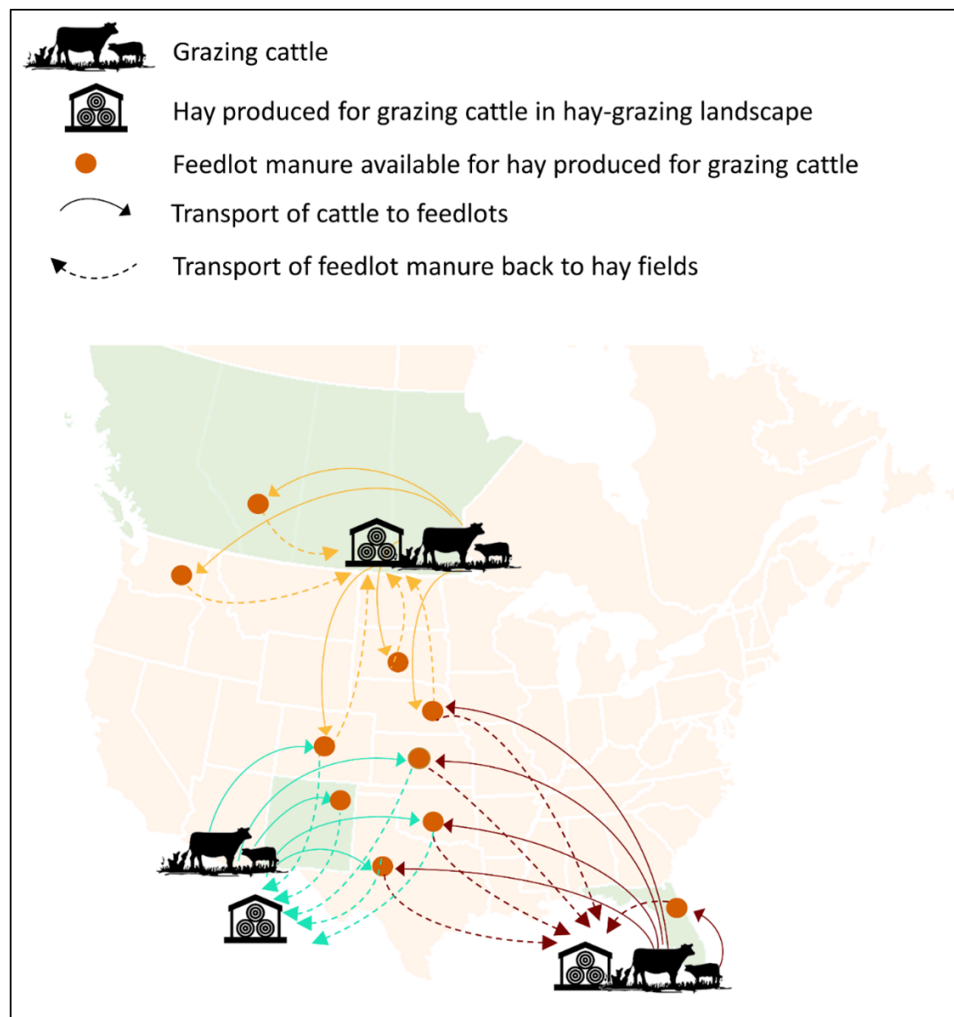 Grazing cattle
Hay produced for grazing cattle in hay-grazing landscape
Feedlot manure available for hay produced for grazing cattle
Transport of cattle to feedlots
Transport of feedlot manure back to hay fields